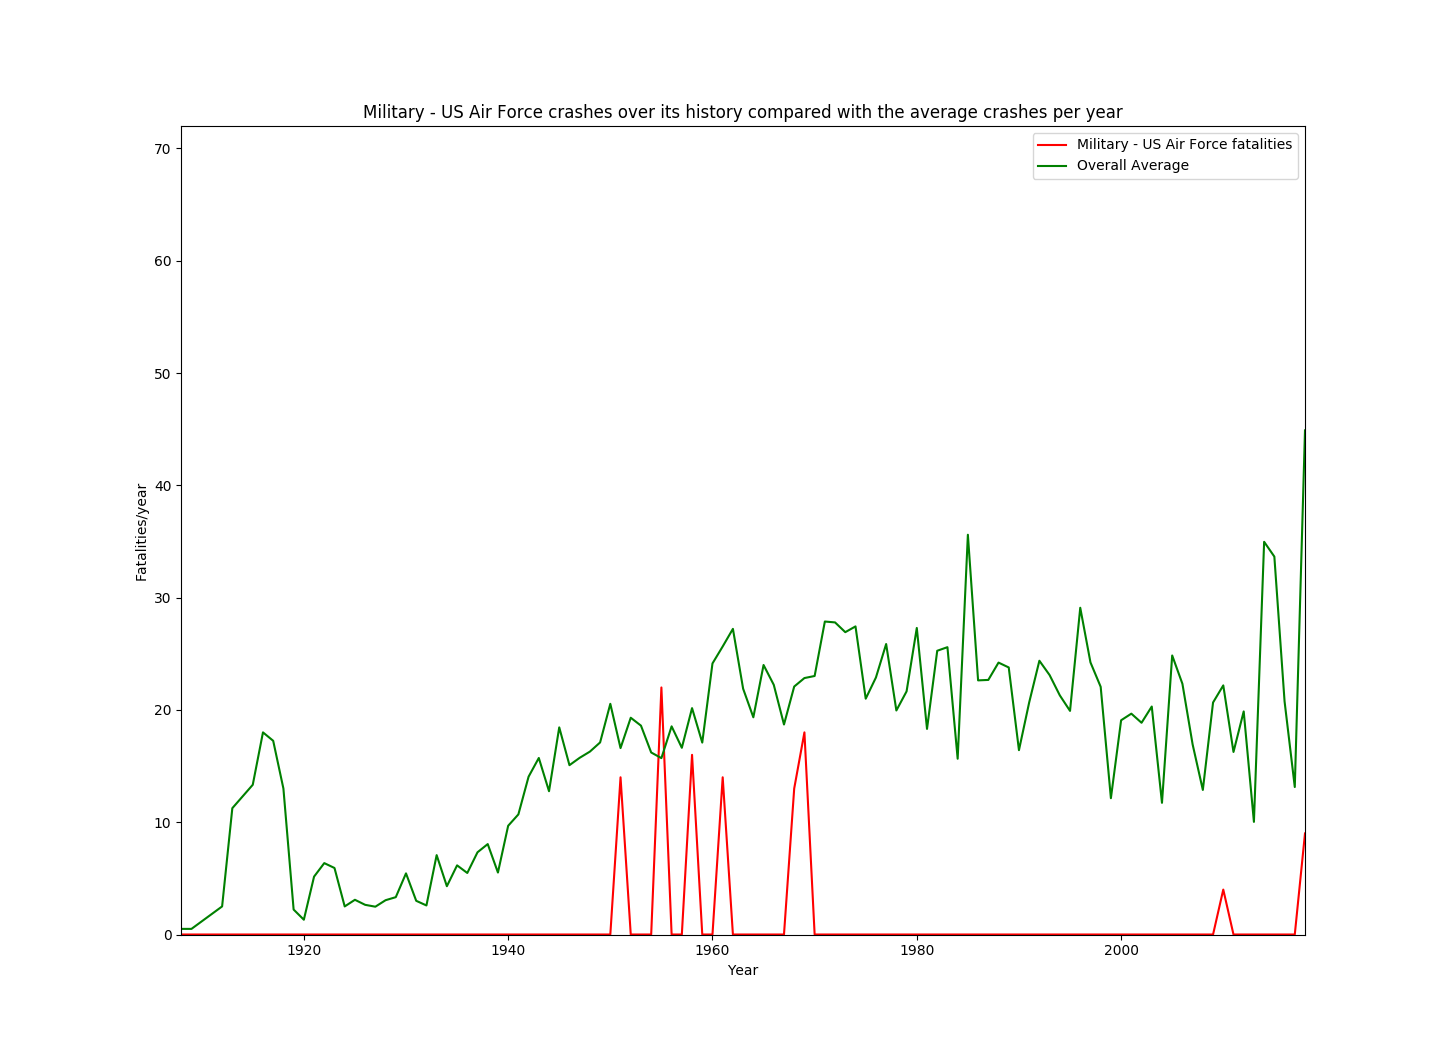 Military - US Air Force crashes over its history compared with the average crashes per year
Military - US Air Force fatalities
Overall Average
70
60
50
40
30
20
10
0
Fatalities/year
1920 1940 1960 1980 2000
Year